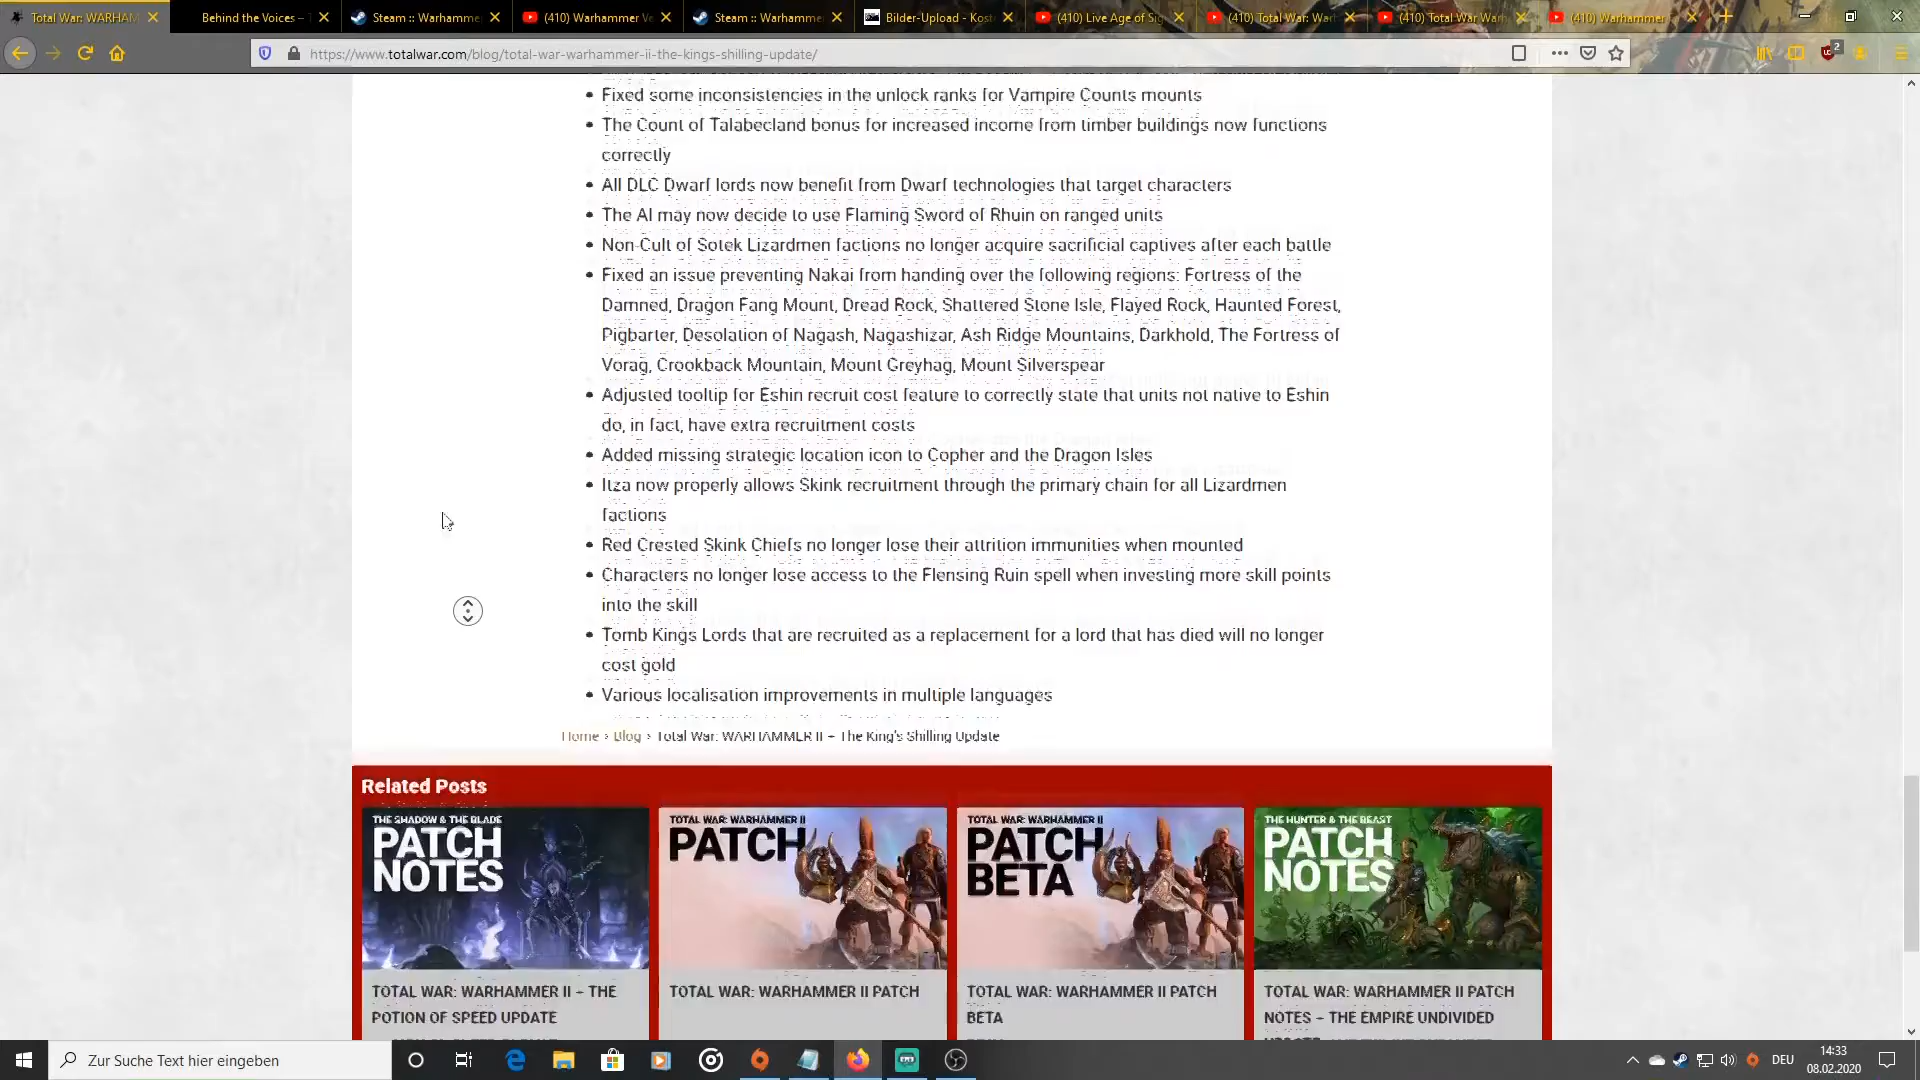 Total War: WARHAM
Behind the Voices –
Steam :: Warhamme
(410) Warhammer V
Steam :: Warhamme
Bilder-Upload - Kost
(410) Live Age of Sig
(410) Total War: War
(410) Total War Warh
(410) Warhammer
https://www.totalwar.com/blog/total-war-warhammer-ii-the-kings-shilling-update/
2
• Fixed some inconsistencies in the unlock ranks for Vampire Counts mounts
• The Count of Talabecland bonus for increased income from timber buildings now functions
correctly
• All DLC Dwarf lords now benefit from Dwarf technologies that target characters
• The AI may now decide to use Flaming Sword of Rhuin on ranged units
• Non Cult of Sotek Lizardmen factions no longer acquire sacrificial captives after each battle
• Fixed an issue preventing Nakai from handing over the following regions: Fortress of the
Damned, Dragon Fang Mount, Dread Rock, Shattered Stone Isle, Flayed Rock, Haunted Forest,
Pigbarter, Desolation of Nagash, Nagashizar, Ash Ridge Mountains, Darkhold, The Fortress of
Vorag, Crookback Mountain, Mount Greyhag, Mount Silverspear
• Adjusted tooltip for Eshin recruit cost feature to correctly state that units not native to Eshin
do, in fact, have extra recruitment costs
• Added missing strategic location icon to Copher and the Dragon Isles
• Itza now properly allows Skink recruitment through the primary chain for all Lizardmen
factions
• Red Crested Skink Chiefs no longer lose their attrition immunities when mounted
• Characters no longer lose access to the Flensing Ruin spell when investing more skill points
into the skill
• Tomb Kings Lords that are recruited as a replacement for a lord that has died will no longer
cost gold
• Various localisation improvements in multiple languages
Home › Blog › Total War: WARHAMMER II – The King's Shilling Update
Related Posts
THE SHADOW & THE BLADE
PATCH
NOTES
TOTAL WAR: WARHAMMER II
PATCH
TOTAL WAR: WARHAMMER II
PATCH
BETA
THE HUNTER & THE BEAST
PATCH
NOTES
TOTAL WAR: WARHAMMER II – THE
POTION OF SPEED UPDATE
TOTAL WAR: WARHAMMER II PATCH
TOTAL WAR: WARHAMMER II PATCH
BETA
TOTAL WAR: WARHAMMER II PATCH
NOTES – THE EMPIRE UNDIVIDED
Zur Suche Text hier eingeben
DEU
14:33
08.02.2020